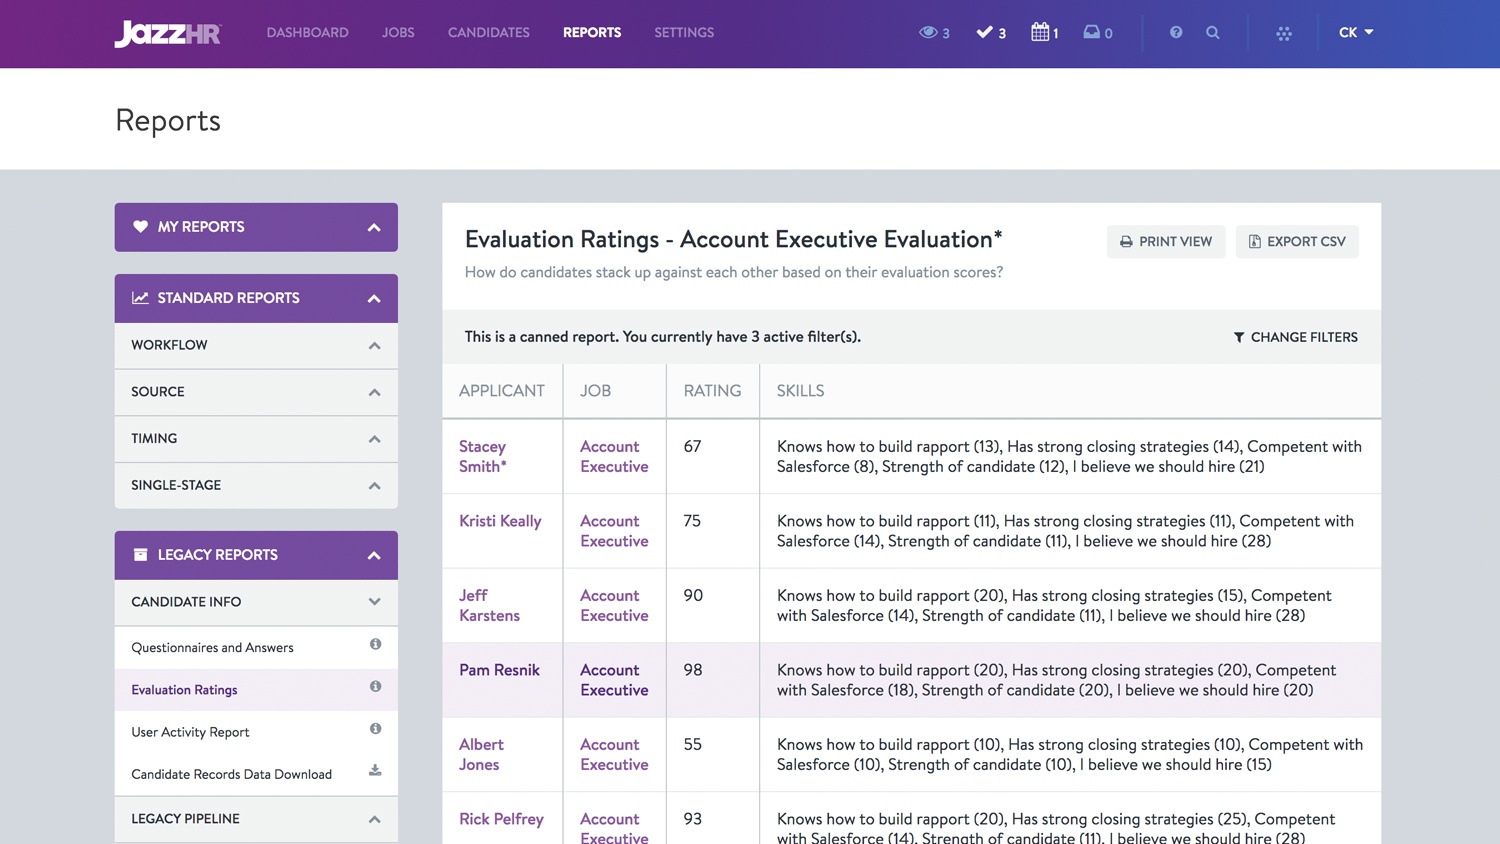 JazzHR
DASHBOARD JOBS CANDIDATES REPORTS SETTINGS 3 3 1 0 ? CK
Reports
MY REPORTS
STANDARD REPORTS
WORKFLOW
SOURCE
TIMING
SINGLE-STAGE
LEGACY REPORTS
CANDIDATE INFO
Questionnaires and Answers
Evaluation Ratings
User Activity Report
Candidate Records Data Download
LEGACY PIPELINE
Evaluation Ratings - Account Executive Evaluation*
How do candidates stack up against each other based on their evaluation scores?
PRINT VIEW EXPORT CSV
This is a canned report. You currently have 3 active filter(s).
CHANGE FILTERS
APPLICANT JOB RATING SKILLS
Stacey Account 67 Knows how to build rapport (13), Has strong closing strategies (14), Competent with
Smith* Executive Salesforce (8), Strength of candidate (12), I believe we should hire (21)
Kristi Keally Account 75 Knows how to build rapport (11), Has strong closing strategies (11), Competent with
Executive Salesforce (14), Strength of candidate (11), I believe we should hire (28)
Jeff Account 90 Knows how to build rapport (20), Has strong closing strategies (15), Competent
Karstens Executive with Salesforce (14), Strength of candidate (11), I believe we should hire (28)
Pam Resnik Account 98 Knows how to build rapport (20), Has strong closing strategies (20), Competent
Executive with Salesforce (18), Strength of candidate (20), I believe we should hire (20)
Albert Account 55 Knows how to build rapport (10), Has strong closing strategies (10), Competent with
Jones Executive Salesforce (10), Strength of candidate (10), I believe we should hire (15)
Rick Pelfrey Account 93 Knows how to build rapport (20), Has strong closing strategies (25), Competent
Executive with Salesforce (14), Strength of candidate (11), I believe we should hire (28)